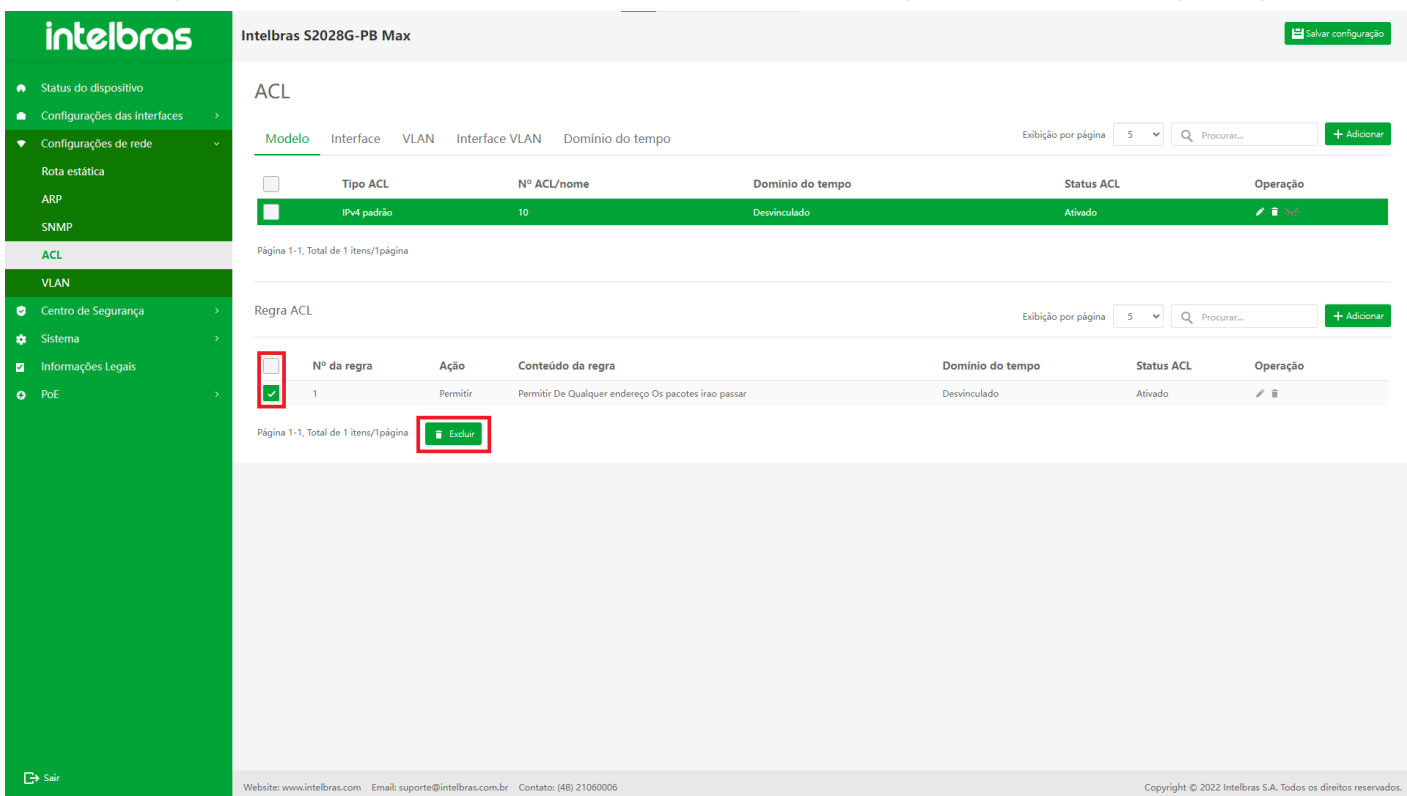 intelbras
Intelbras S2028G-PB Max
Salvar configuração
Status do dispositivo
Configurações das interfaces
Configurações de rede
Rota estática
ARP
SNMP
ACL
VLAN
Centro de Segurança
Sistema
Informações Legais
PoE
Sair
ACL
Modelo Interface VLAN Interface VLAN Domínio do tempo
Exibição por página 5 Procurar... + Adicionar
Tipo ACL Nº ACL/nome Domínio do tempo Status ACL Operação
IPv4 padrão 10 Desvinculado Ativado
Página 1-1, Total de 1 itens/1página
Regra ACL
Exibição por página 5 Procurar... + Adicionar
Nº da regra Ação Conteúdo da regra Domínio do tempo Status ACL Operação
1 Permitir Permitir De Qualquer endereço Os pacotes irao passar Desvinculado Ativado
Página 1-1, Total de 1 itens/1página Excluir
Website: www.intelbras.com Email: suporte@intelbras.com.br Contato: (48) 21060006 Copyright © 2022 Intelbras S.A. Todos os direitos reservados.